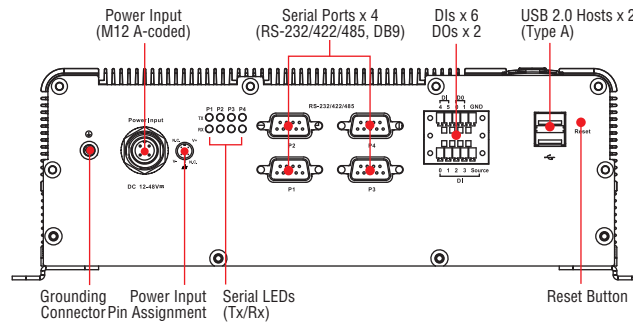 Power Input
(M12 A-coded)
Serial Ports x 4
(RS-232/422/485, DB9)
DIs x 6
DOs x 2
USB 2.0 Hosts x 2
(Type A)
P1 P2 P3 P4
TX
RX
RS-232/422/485
Power Input
N.C. V+
V- N.C.
DC 12-48V
P2
P4
P1
P3
DI D0
4 5 0 1 GND
0 1 2 3 Source
DI
Reset
Grounding
Connector
Power Input
Pin Assignment
Serial LEDs
(Tx/Rx)
Reset Button